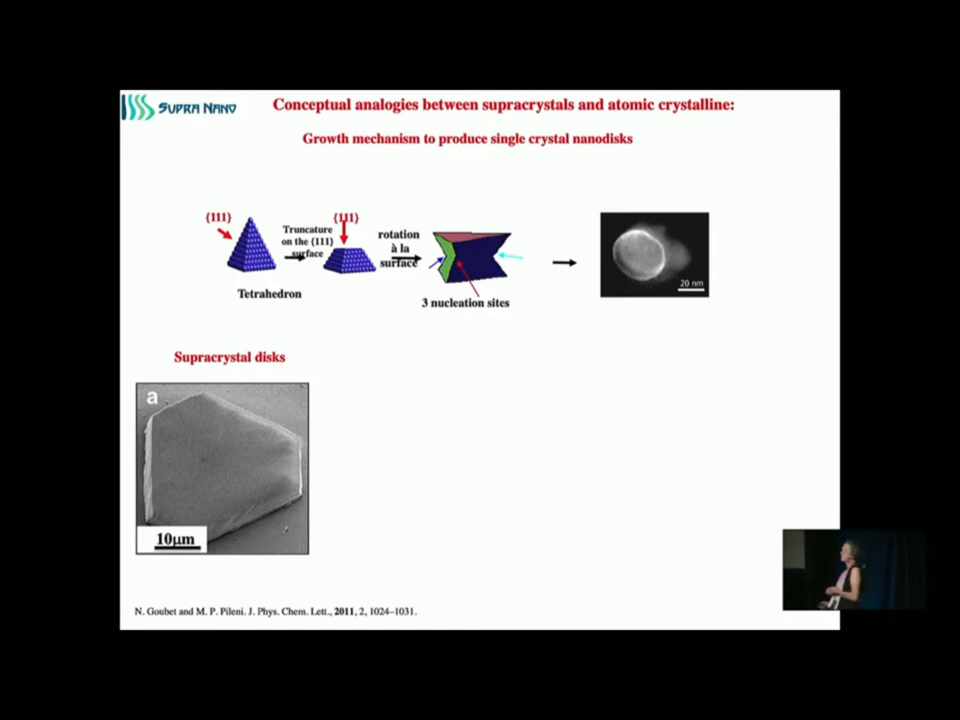 SUPRA NANO
Conceptual analogies between supracrystals and atomic crystalline:
Growth mechanism to produce single crystal nanodisks
{111}
Truncature
on the (111)
surface
{111}
rotation
à la
surface
Tetrahedron
3 nucleation sites
20 nm
Supracrystal disks
a
10µm
N. Goubet and M. P. Pileni. J. Phys. Chem. Lett., 2011, 2, 1024–1031.